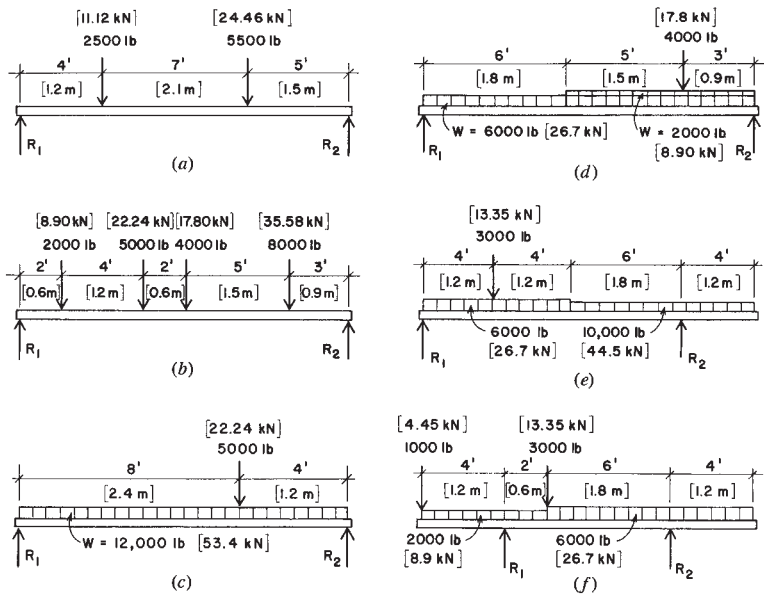 [11.12 kN]
2500 lb
[24.46 kN]
5500 lb
4'
7'
5'
[1.2 m]
[2.1 m]
[1.5 m]
R1
R2
(a)
[8.90 kN]
[22.24 kN]
[17.80 kN]
[35.58 kN]
2000 lb
5000 lb
4000 lb
8000 lb
2'
4'
2'
5'
3'
[0.6m]
[1.2 m]
[0.6m]
[1.5 m]
[0.9m]
R1
R2
(b)
[22.24 kN]
5000 lb
8'
4'
[2.4 m]
[1.2 m]
W = 12,000 lb [53.4 kN]
R1
R2
(c)
[17.8 kN]
4000 lb
6'
5'
3'
[1.8 m]
[1.5 m]
[0.9m]
W = 6000 lb [26.7 kN]
W = 2000 lb
[8.90 kN]
R1
R2
(d)
[13.35 kN]
3000 lb
4'
4'
6'
4'
[1.2 m]
[1.2 m]
[1.8 m]
[1.2 m]
6000 lb
[26.7 kN]
10,000 lb
[44.5 kN]
R1
R2
(e)
[4.45 kN]
1000 lb
[13.35 kN]
3000 lb
4'
2'
6'
4'
[1.2 m]
[0.6m]
[1.8 m]
[1.2 m]
2000 lb
[8.9 kN]
6000 lb
[26.7 kN]
R1
R2
(f)